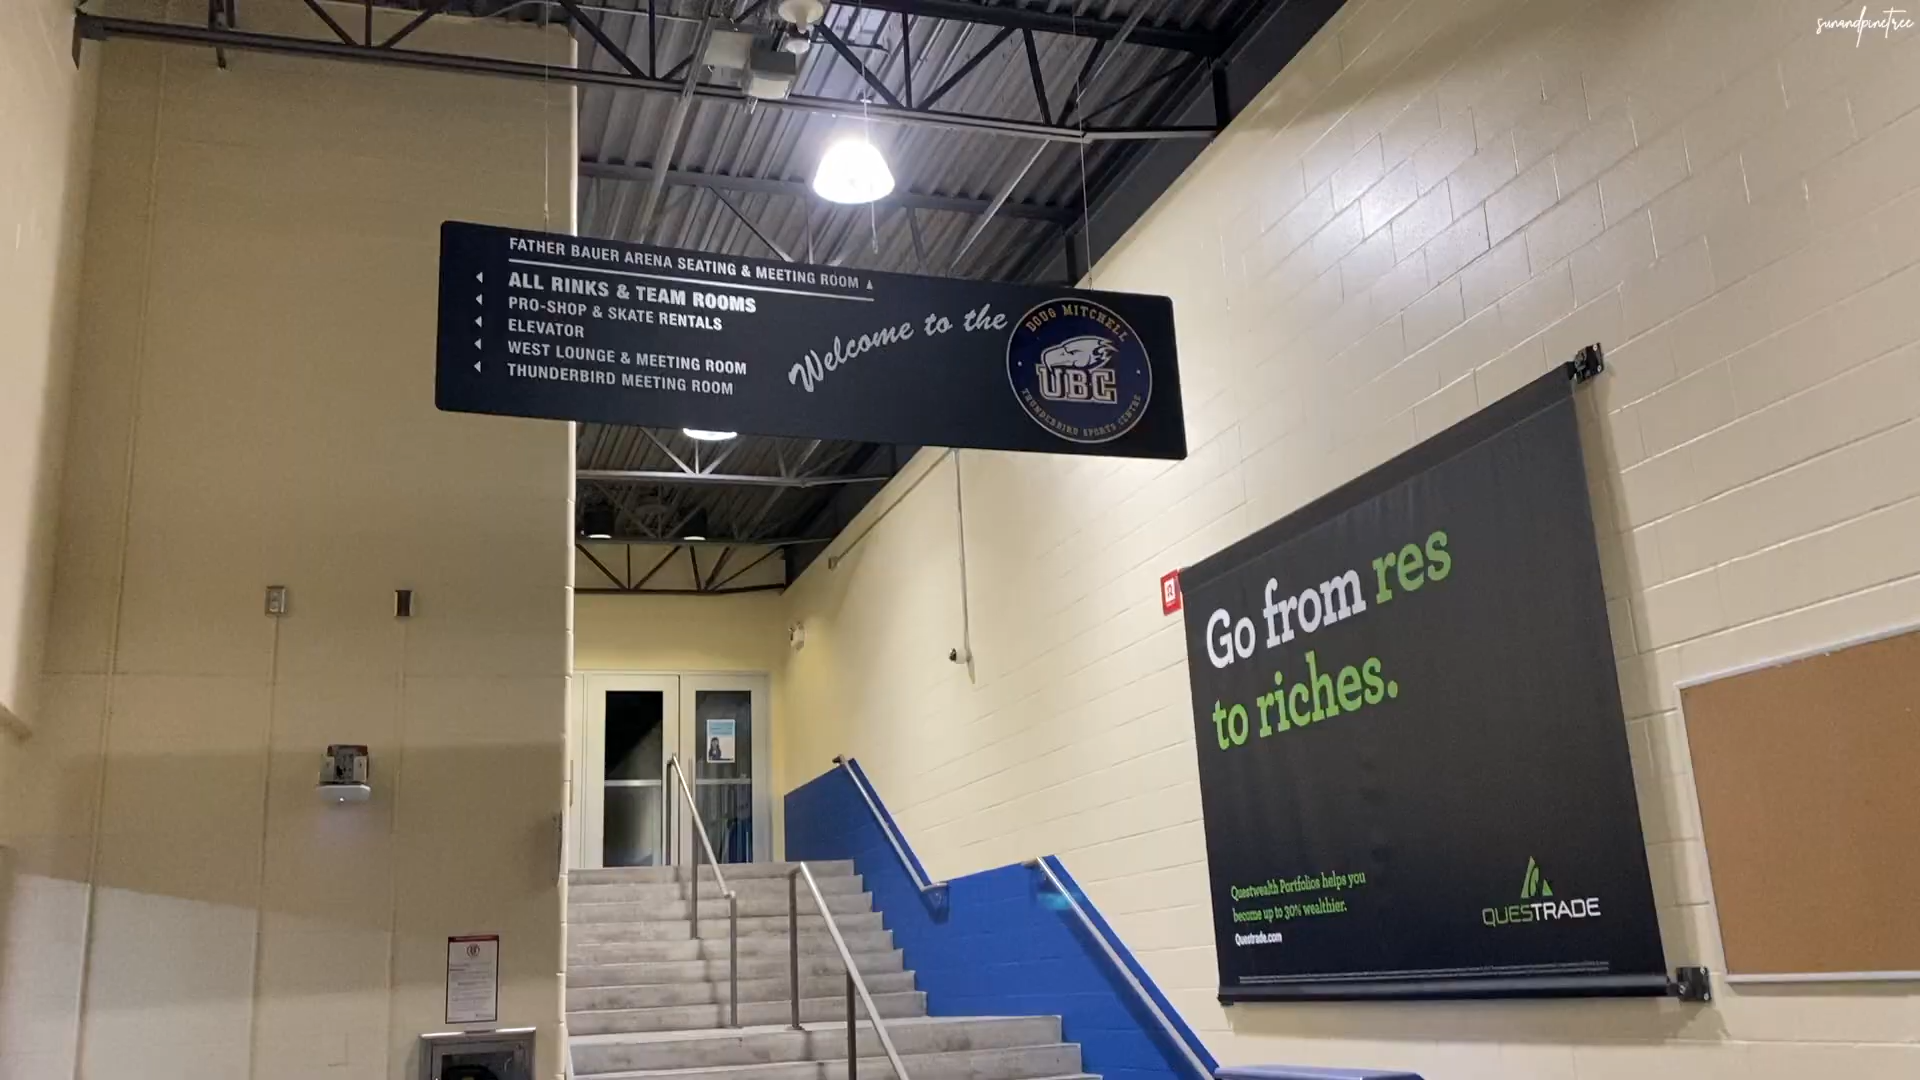 sunandpinetree
FATHER BAUER ARENA SEATING & MEETING ROOM
ALL RINKS & TEAM ROOMS
PRO-SHOP & SKATE RENTALS
ELEVATOR
WEST LOUNGE & MEETING ROOM
THUNDERBIRD MEETING ROOM
Welcome to the
DOUG MITCHELL
UBC
THUNDERBIRD SPORTS CENTRE
Go from res
to riches.
Questwealth Portfolios helps you
become up to 30% wealthier.
Questrade.com
QUESTRADE